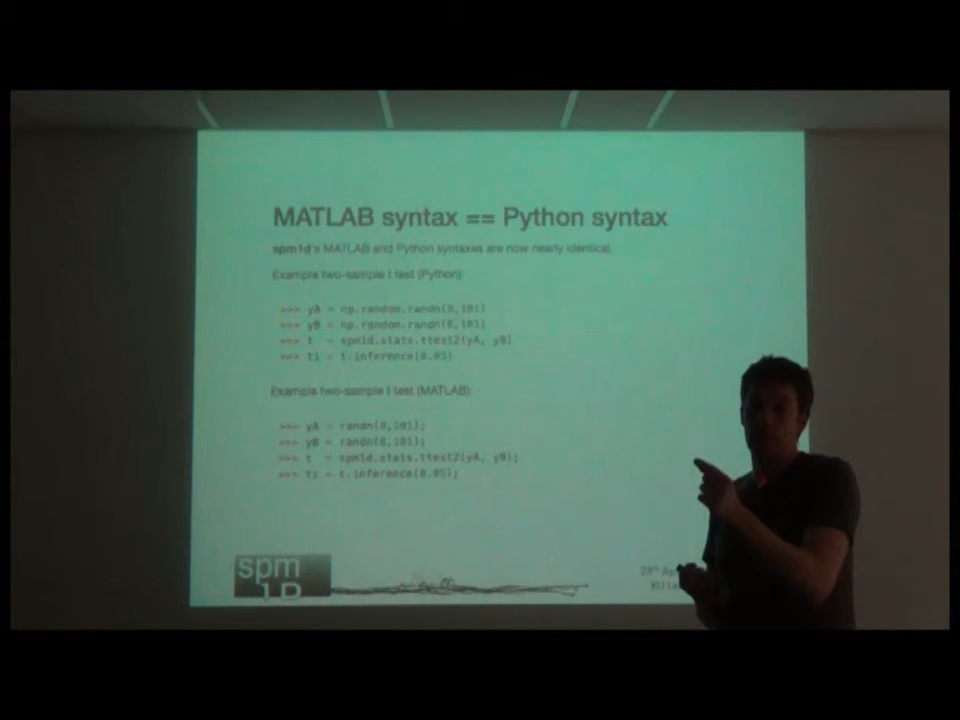 MATLAB syntax == Python syntax
spm1d's MATLAB and Python syntaxes are now nearly identical.
Example two-sample t test (Python):
>>> yA = np.random.randn(8,101)
>>> yB = np.random.randn(8,101)
>>> t = spm1d.stats.ttest2(yA, yB)
>>> ti = t.inference(0.05)
Example two-sample t test (MATLAB):
>>> yA = randn(8,101);
>>> yB = randn(8,101);
>>> t = spm1d.stats.ttest2(yA, yB);
>>> ti = t.inference(0.05);
spm
1D
28th
KU